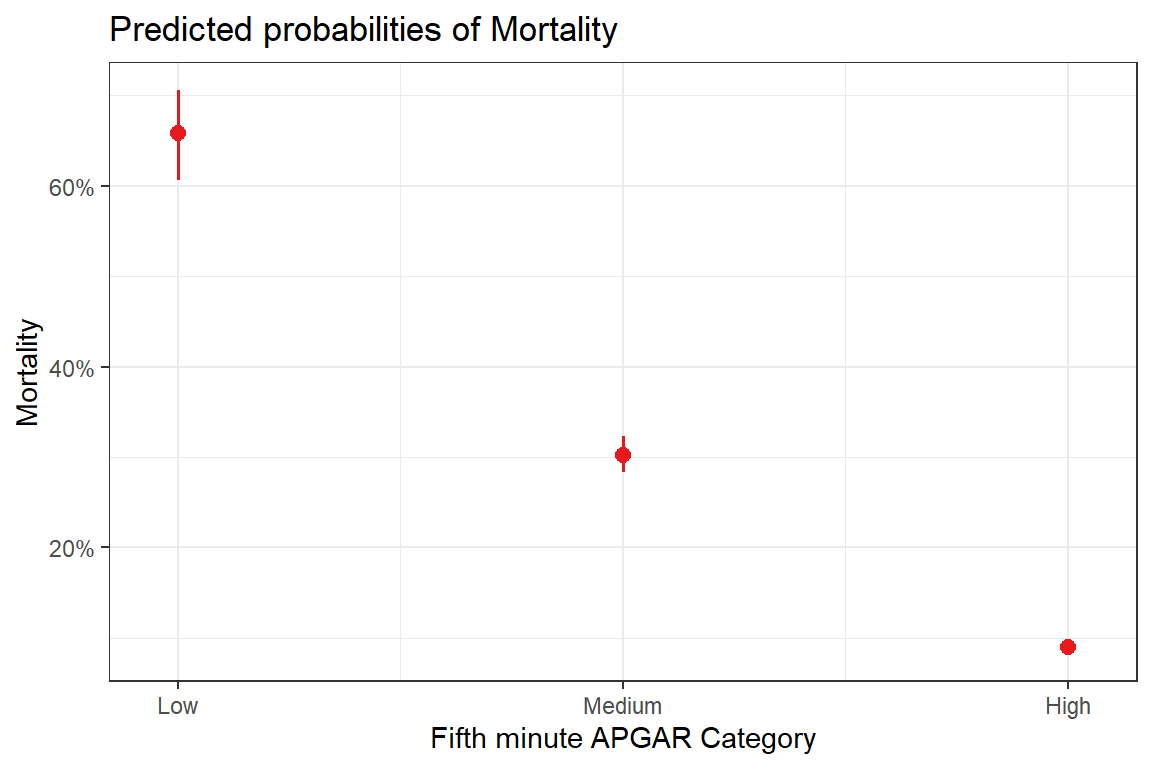 Predicted probabilities of Mortality
Mortality
60%
40%
20%
Low Medium High
Fifth minute APGAR Category